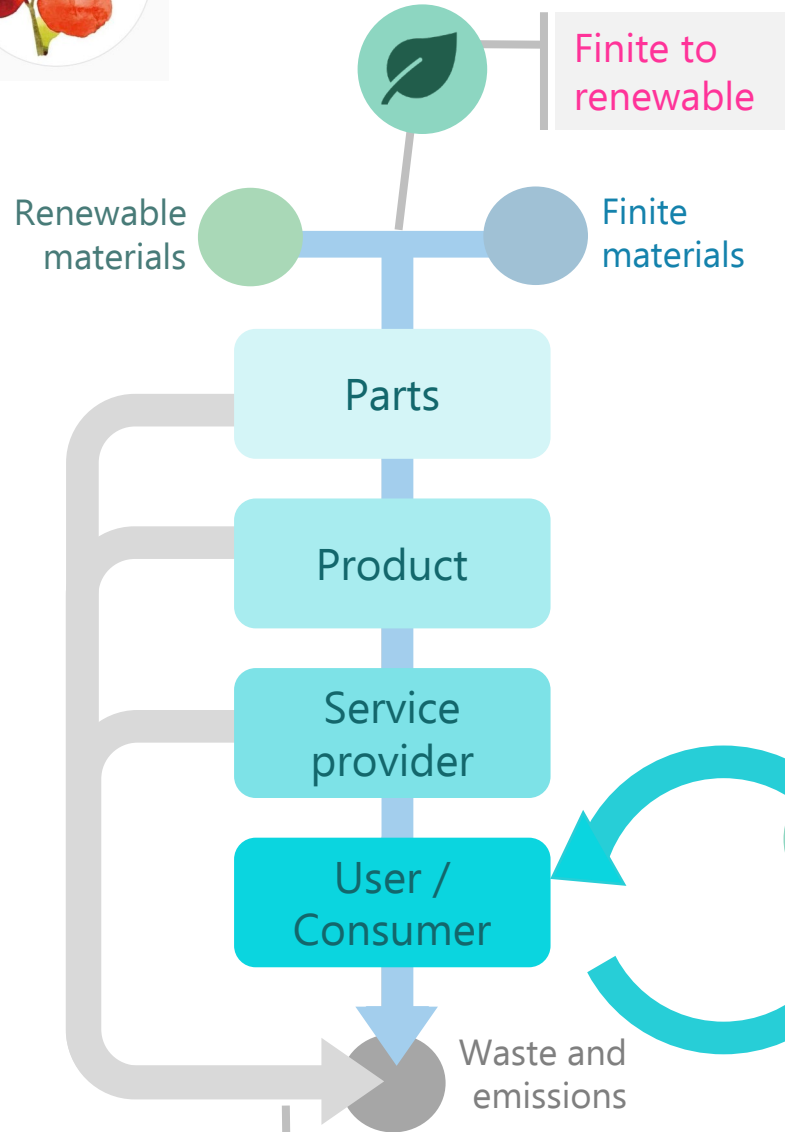 Finite to
renewable
Renewable
materials
Finite
materials
Parts
Product
Service
provider
User /
Consumer
Waste and
emissions